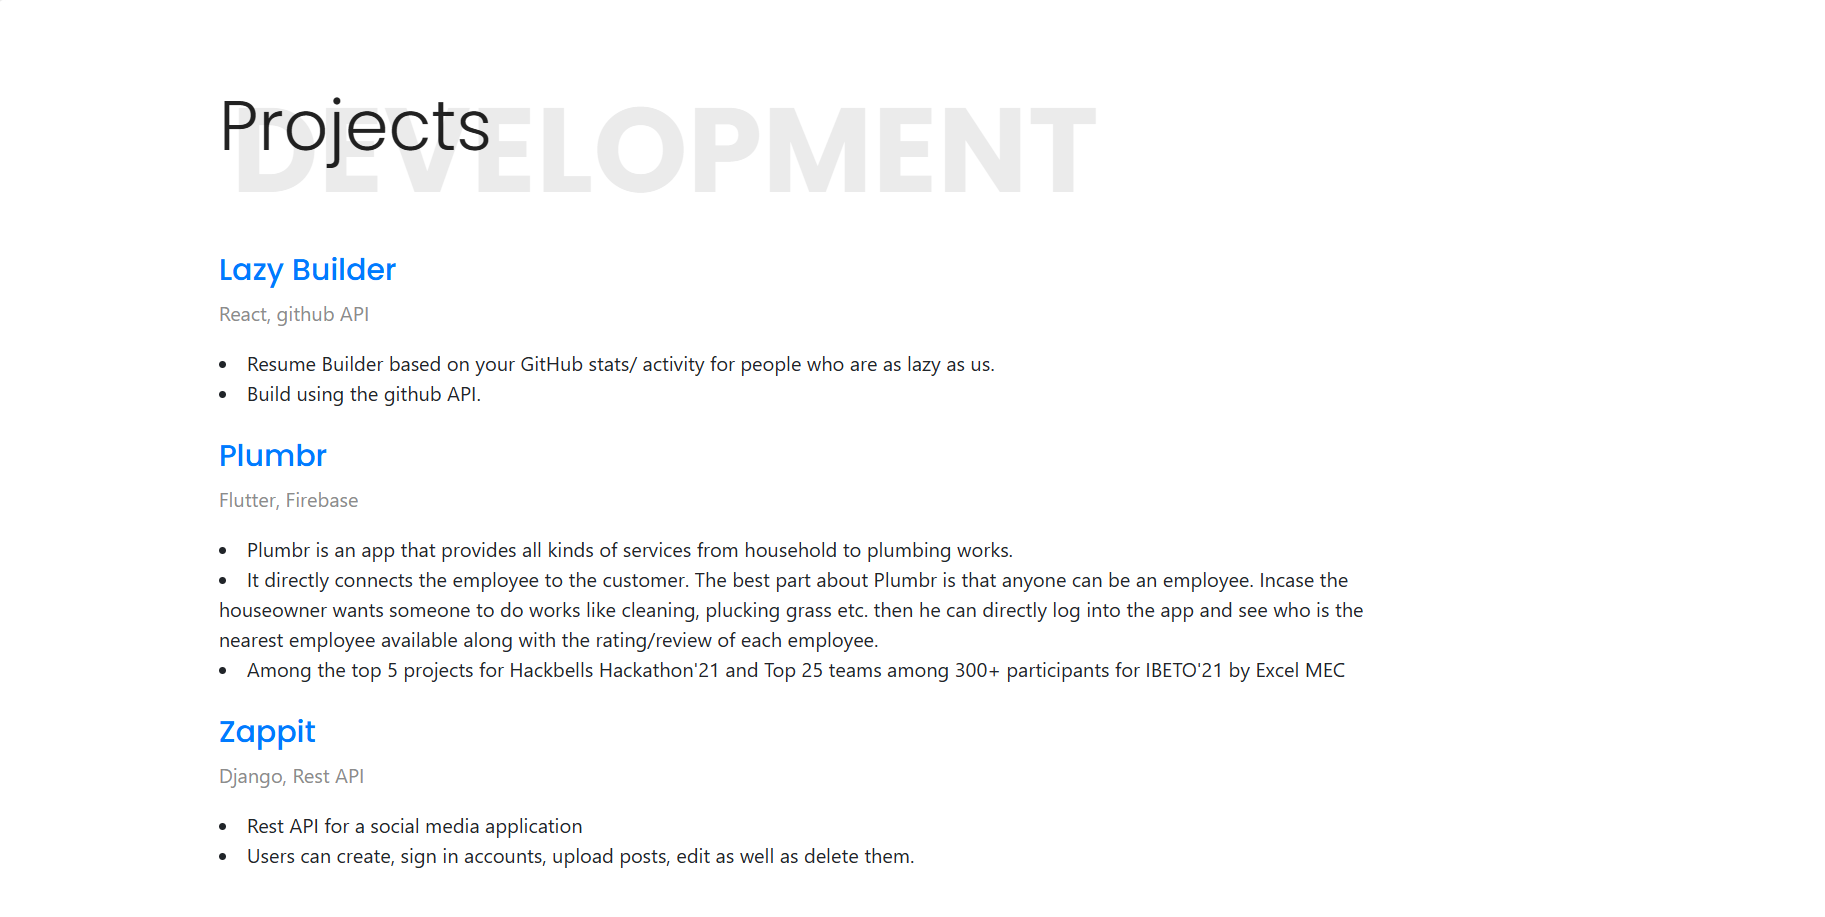 Projects
DEVELOPMENT
Lazy Builder
React, github API
• Resume Builder based on your GitHub stats/ activity for people who are as lazy as us.
• Build using the github API.
Plumbr
Flutter, Firebase
• Plumbr is an app that provides all kinds of services from household to plumbing works.
• It directly connects the employee to the customer. The best part about Plumbr is that anyone can be an employee. Incase the
houseowner wants someone to do works like cleaning, plucking grass etc. then he can directly log into the app and see who is the
nearest employee available along with the rating/review of each employee.
• Among the top 5 projects for Hackbells Hackathon'21 and Top 25 teams among 300+ participants for IBETO'21 by Excel MEC
Zappit
Django, Rest API
• Rest API for a social media application
• Users can create, sign in accounts, upload posts, edit as well as delete them.